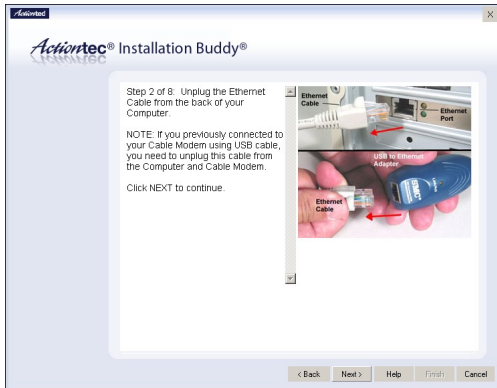 Actiontec
X
Actiontec® Installation Buddy®
Step 2 of 8: Unplug the Ethernet
Cable from the back of your
Computer.
NOTE: If you previously connected to
your Cable Modem using USB cable,
you need to unplug this cable from
the Computer and Cable Modem.
Click NEXT to continue.
Ethernet
Cable
Ethernet
Port
USB to Ethernet
Adapter
Ethernet
Cable
SMC
< Back
Next >
Help
Finish
Cancel